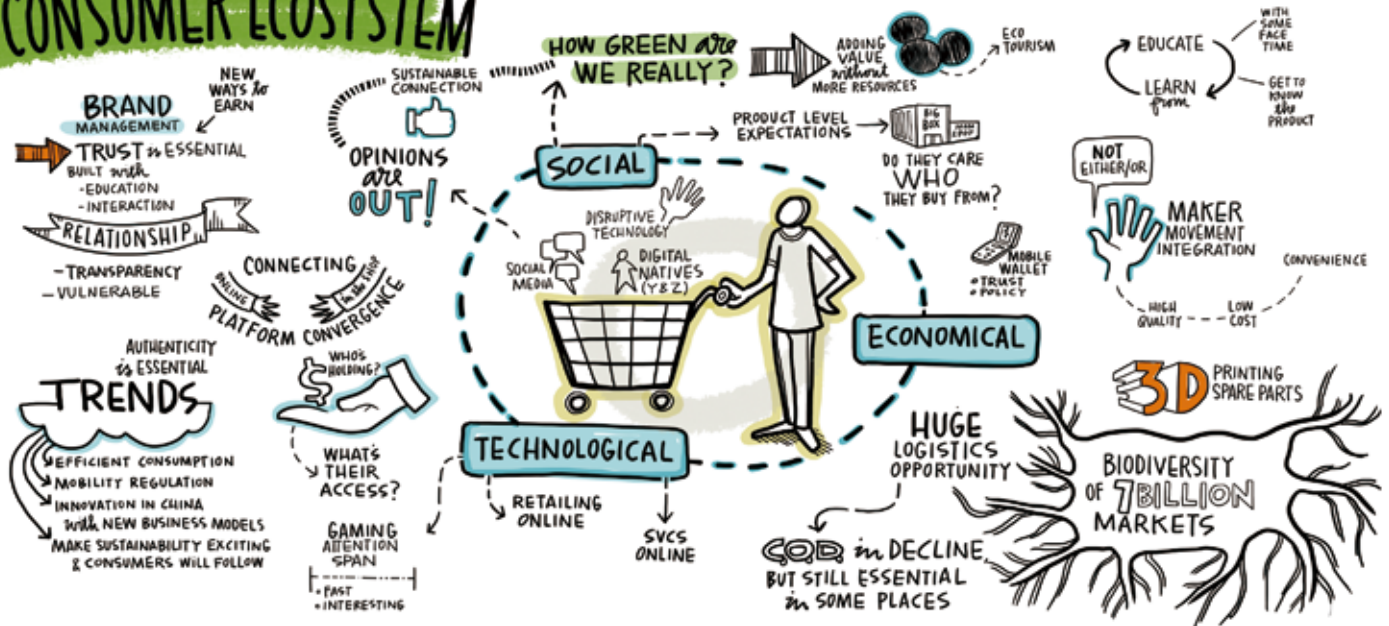 CONSUMER ECOSYSTEM
NEW
WAYS to
EARN
BRAND
MANAGEMENT
TRUST is ESSENTIAL
BUILT with
-EDUCATION
-INTERACTION
RELATIONSHIP
-TRANSPARENCY
-VULNERABLE
SUSTAINABLE
CONNECTION
OPINIONS
are
OUT!
HOW GREEN are
WE REALLY?
ADDING
VALUE
without
MORE RESOURCES
ECO
TOURISM
EDUCATE
LEARN
from
WITH
SOME
FACE
TIME
GET TO
KNOW
the
PRODUCT
SOCIAL
PRODUCT LEVEL
EXPECTATIONS
BIG
BOX
DO THEY CARE
WHO
THEY BUY FROM?
DISRUPTIVE
TECHNOLOGY
SOCIAL
MEDIA
DIGITAL
NATIVES
(Y&Z)
MOBILE
WALLET
•TRUST
•POLICY
NOT
EITHER/OR
MAKER
MOVEMENT
INTEGRATION
CONVENIENCE
HIGH
QUALITY
LOW
COST
CONNECTING
ONLINE
in the SHOP
PLATFORM CONVERGENCE
AUTHENTICITY
is ESSENTIAL
TRENDS
EFFICIENT CONSUMPTION
MOBILITY REGULATION
INNOVATION IN CHINA
with NEW BUSINESS MODELS
MAKE SUSTAINABILITY EXCITING
& CONSUMERS WILL FOLLOW
$
WHO'S
HOLDING?
WHAT'S
THEIR
ACCESS?
GAMING
ATTENTION
SPAN
•FAST
•INTERESTING
TECHNOLOGICAL
RETAILING
ONLINE
SVCS
ONLINE
ECONOMICAL
HUGE
LOGISTICS
OPPORTUNITY
C.O.D. in DECLINE,
BUT STILL ESSENTIAL
in SOME PLACES
3D PRINTING
SPARE PARTS
BIODIVERSITY
OF 7 BILLION
MARKETS